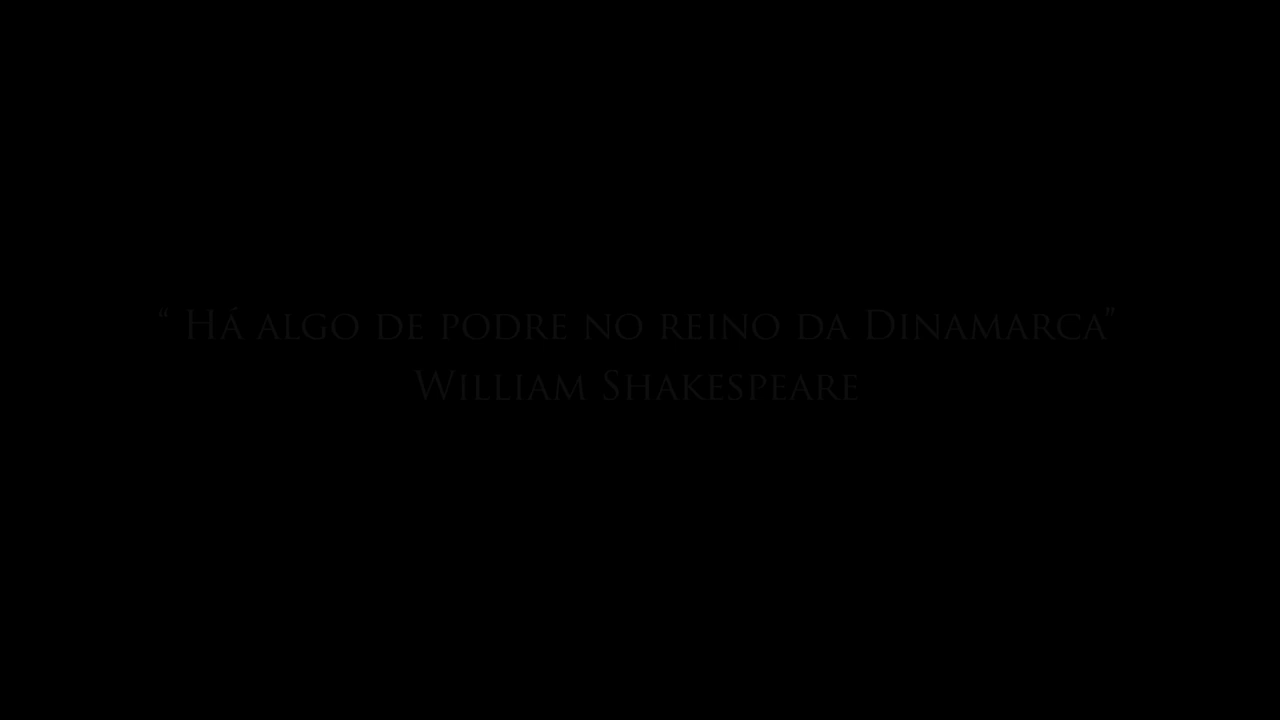 “ Há algo de podre no reino da Dinamarca”
William Shakespeare